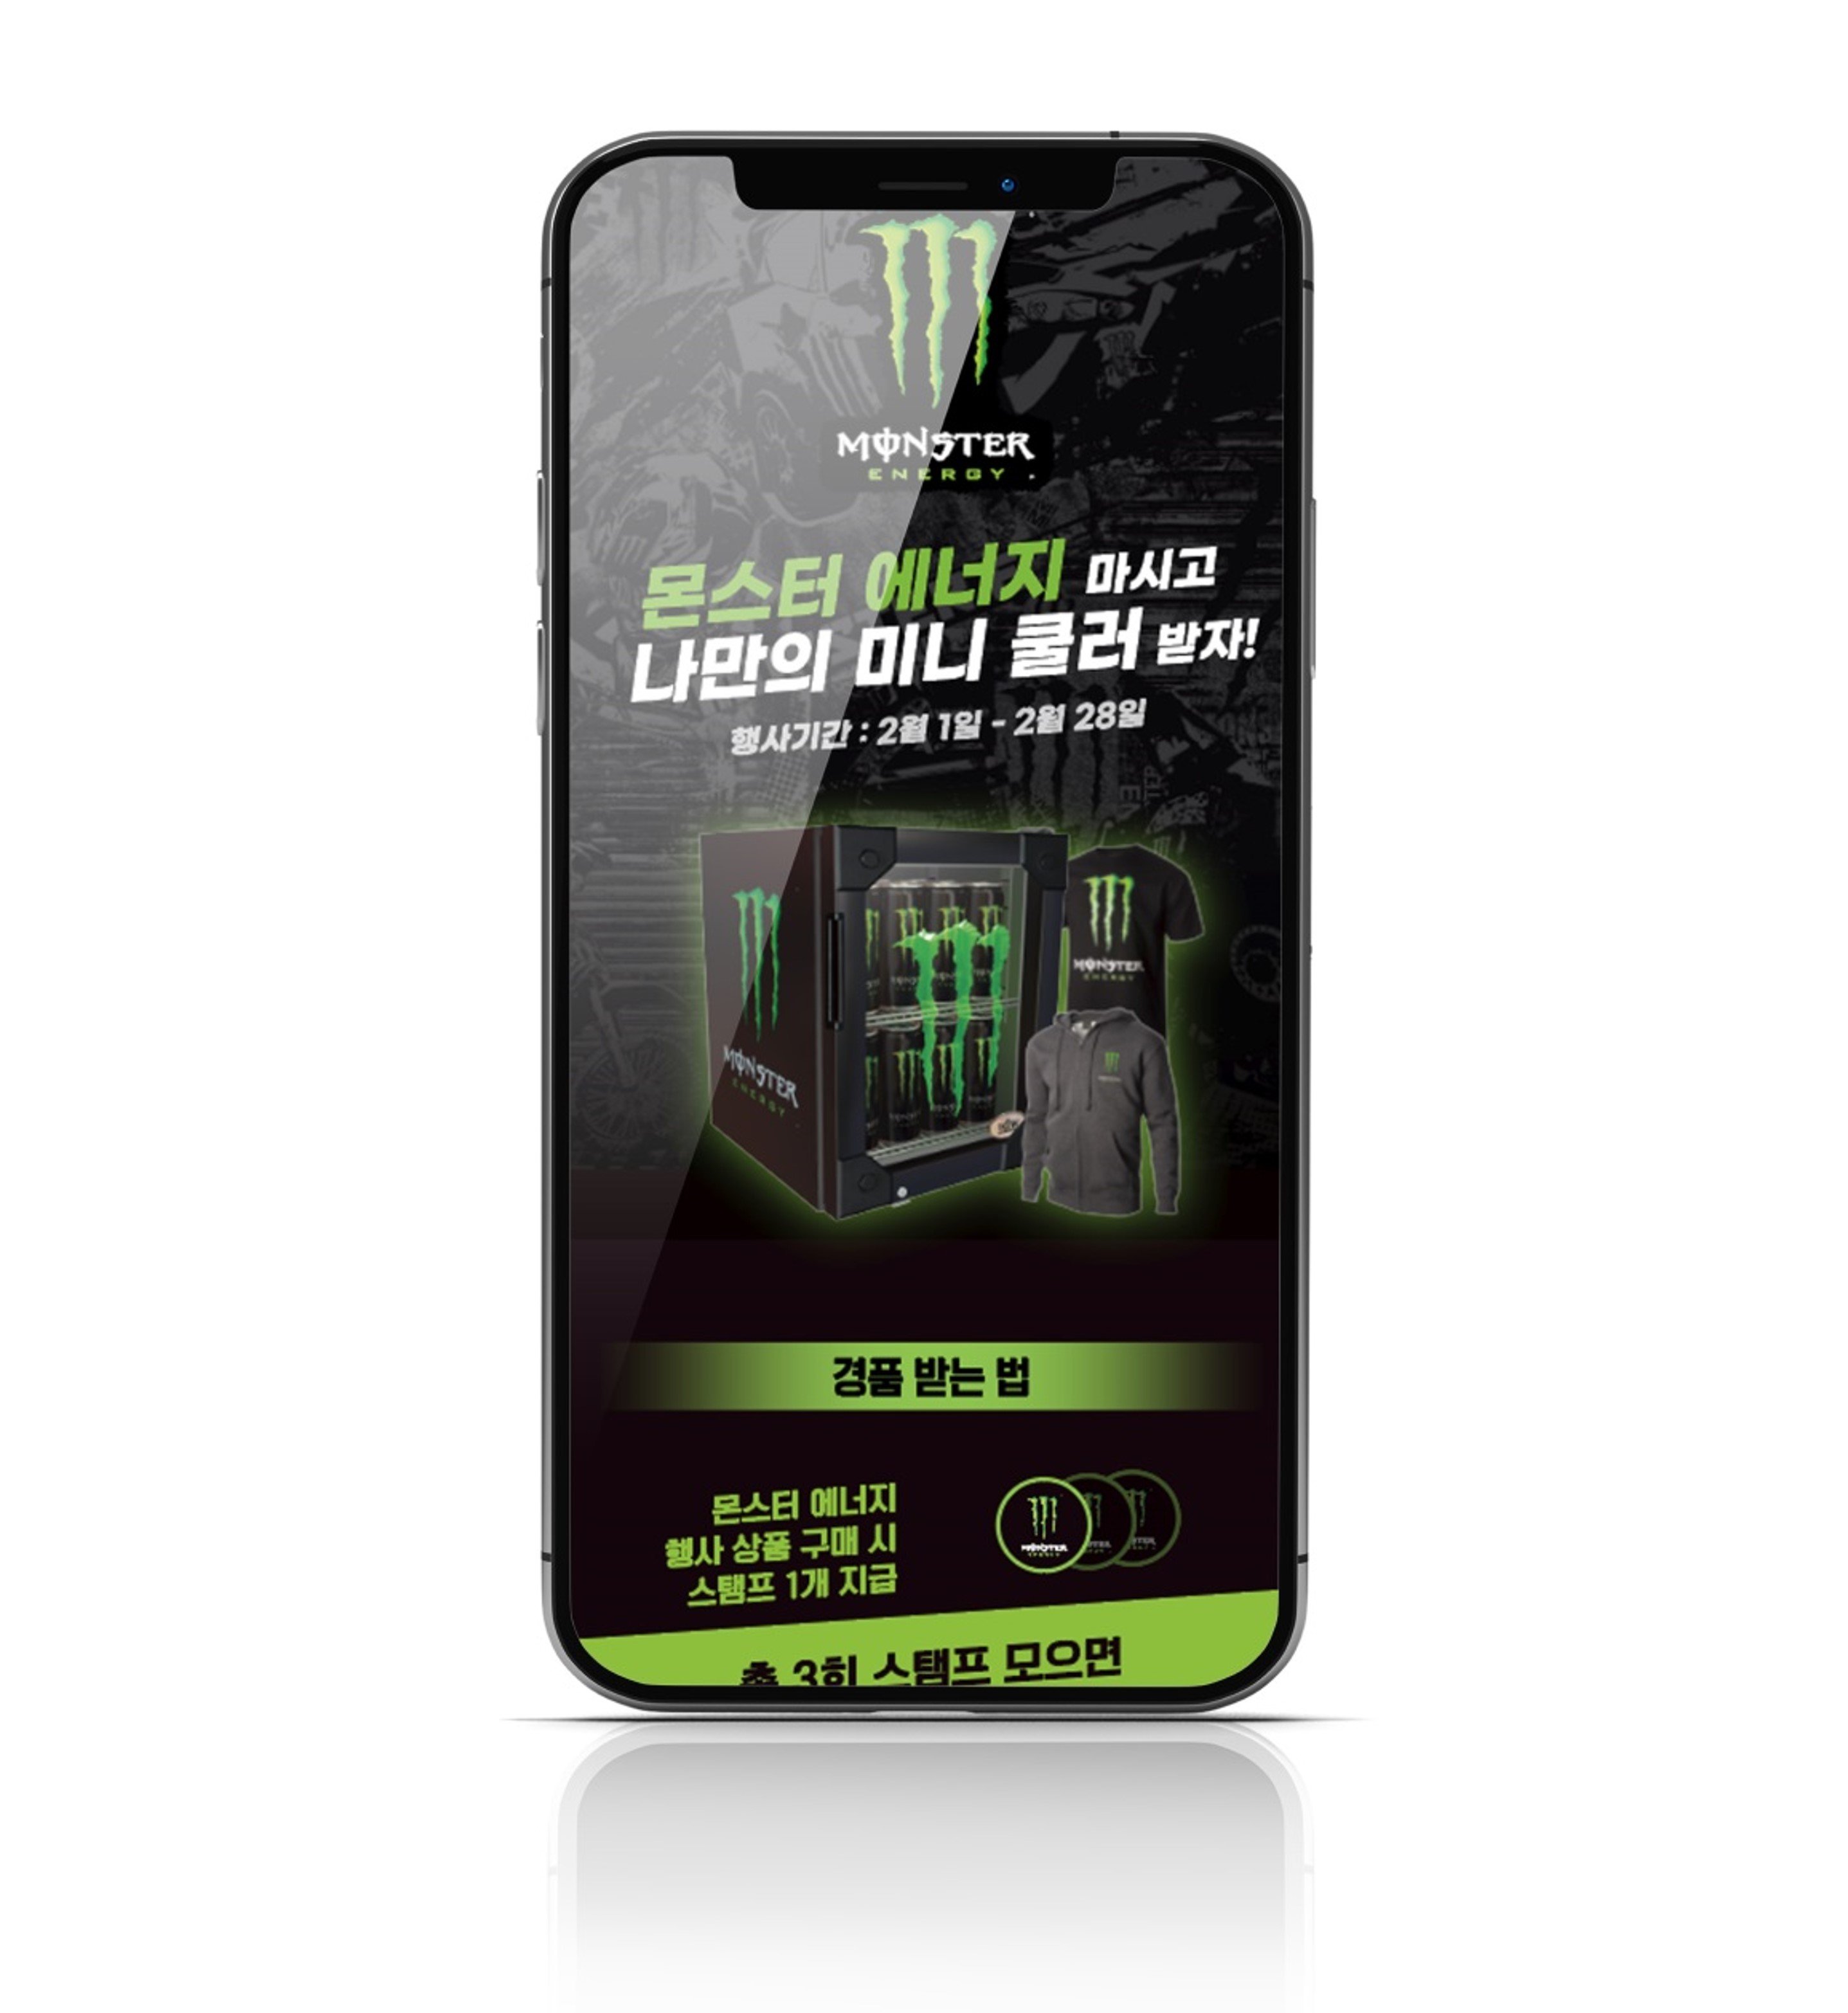 MONSTER
ENERGY
몬스터 에너지 마시고
나만의 미니 쿨러 받자!
행사기간 : 2월 1일 - 2월 28일
MONSTER
ENERGY
MONSTER
ENERGY
경품 받는 법
몬스터 에너지
행사 상품 구매 시
스탬프 1개 지급
MONSTER
ENERGY
총 3회 스탬프 모으면